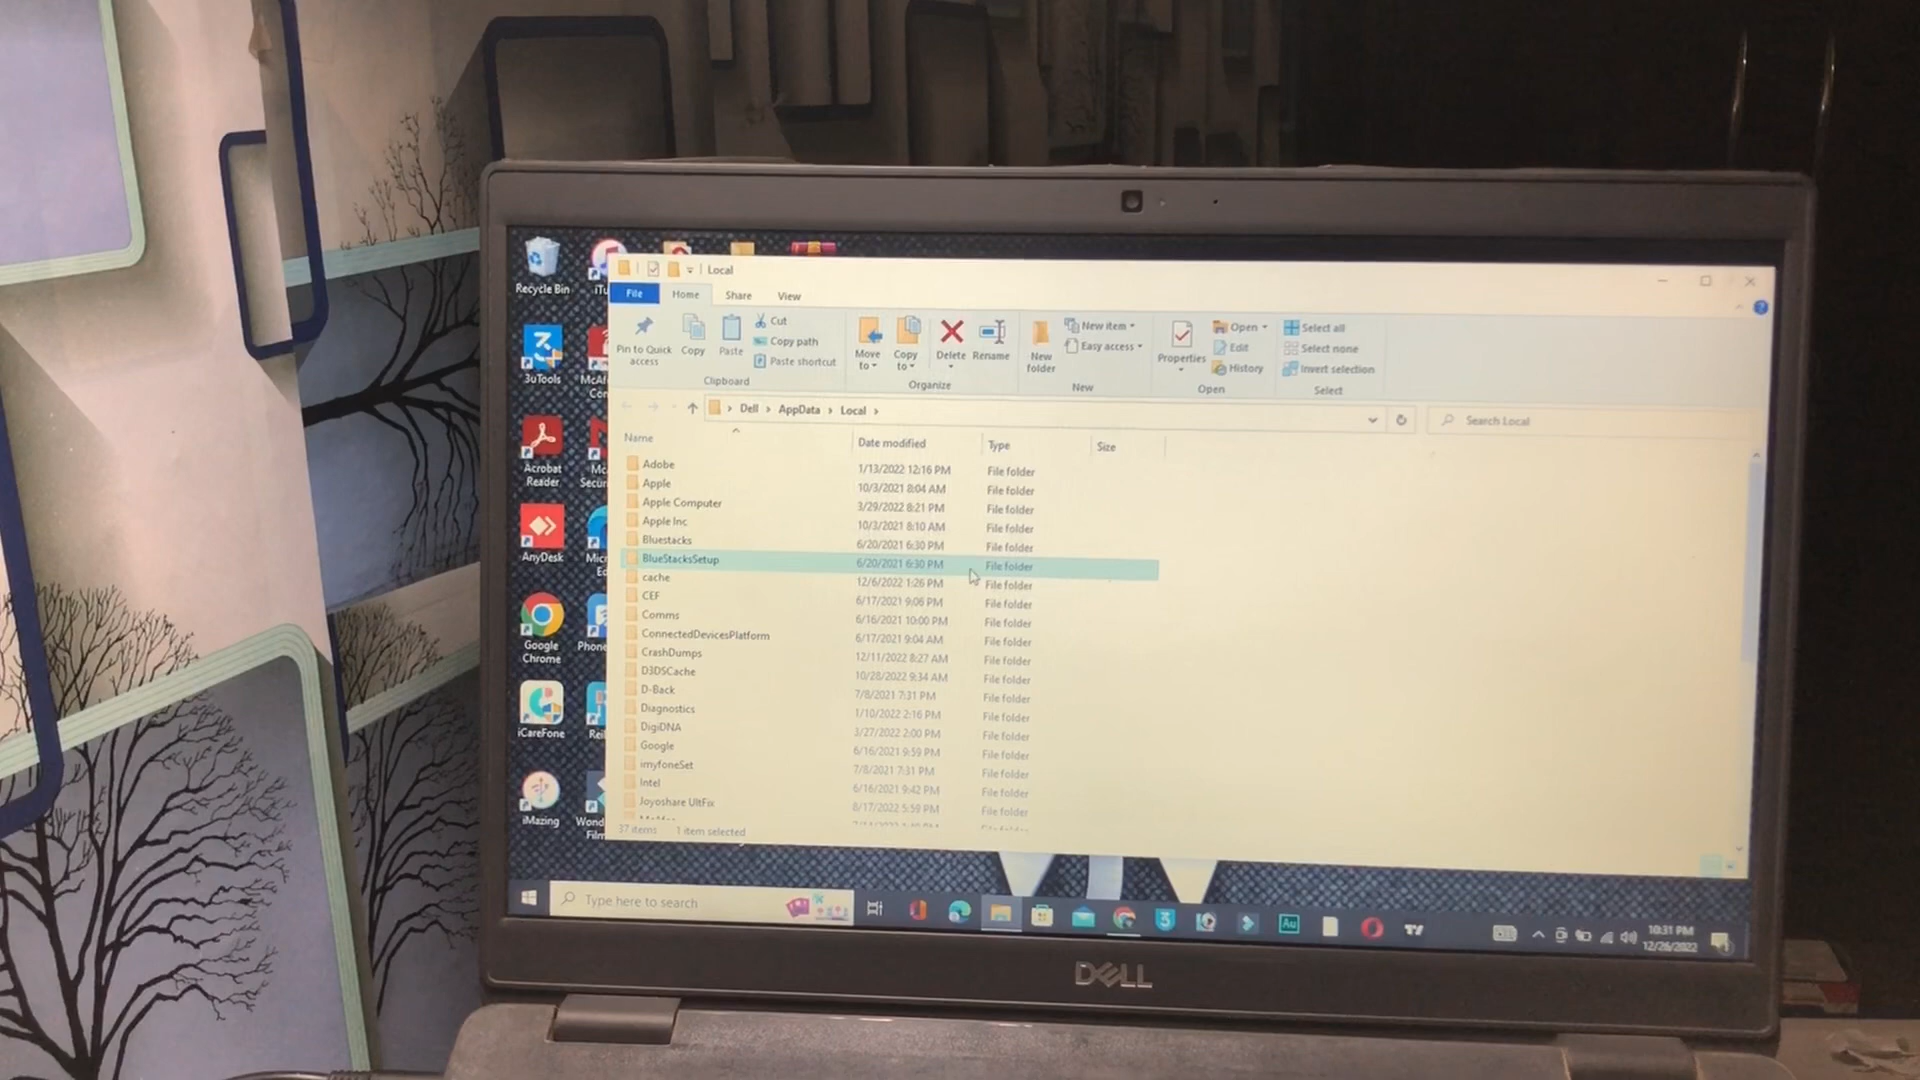 Local
File Home Share View
Pin to Quick access
Copy
Paste
Cut
Copy path
Paste shortcut
Clipboard
Move to
Copy to
Delete
Rename
Organize
New folder
New item
Easy access
New
Properties
Open
Edit
History
Open
Select all
Select none
Invert selection
Select
Dell > AppData > Local >
Search Local
Name Date modified Type Size
Adobe 1/13/2022 12:16 PM File folder
Apple 10/3/2021 8:04 AM File folder
Apple Computer 3/29/2022 8:21 PM File folder
Apple Inc 10/3/2021 8:10 AM File folder
Bluestacks 6/20/2021 6:30 PM File folder
BlueStacksSetup 6/20/2021 6:30 PM File folder
cache 12/6/2022 1:26 PM File folder
CEF 6/17/2021 9:06 PM File folder
Comms 6/16/2021 10:00 PM File folder
ConnectedDevicesPlatform 6/17/2021 9:04 AM File folder
CrashDumps 12/11/2022 8:27 AM File folder
D3DSCache 10/28/2022 9:34 AM File folder
D-Back 7/8/2021 7:31 PM File folder
Diagnostics 1/10/2022 2:16 PM File folder
DigiDNA 3/27/2022 2:00 PM File folder
Google 6/16/2021 9:59 PM File folder
imyfoneSet 7/8/2021 7:31 PM File folder
Intel 6/16/2021 9:42 PM File folder
Joyoshare UltFix 8/17/2022 5:59 PM File folder
37 items 1 item selected
Recycle Bin
3uTools
Acrobat Reader
AnyDesk
Google Chrome
iCareFone
iMazing
Type here to search
Au
10:31 PM
12/26/2022
DELL